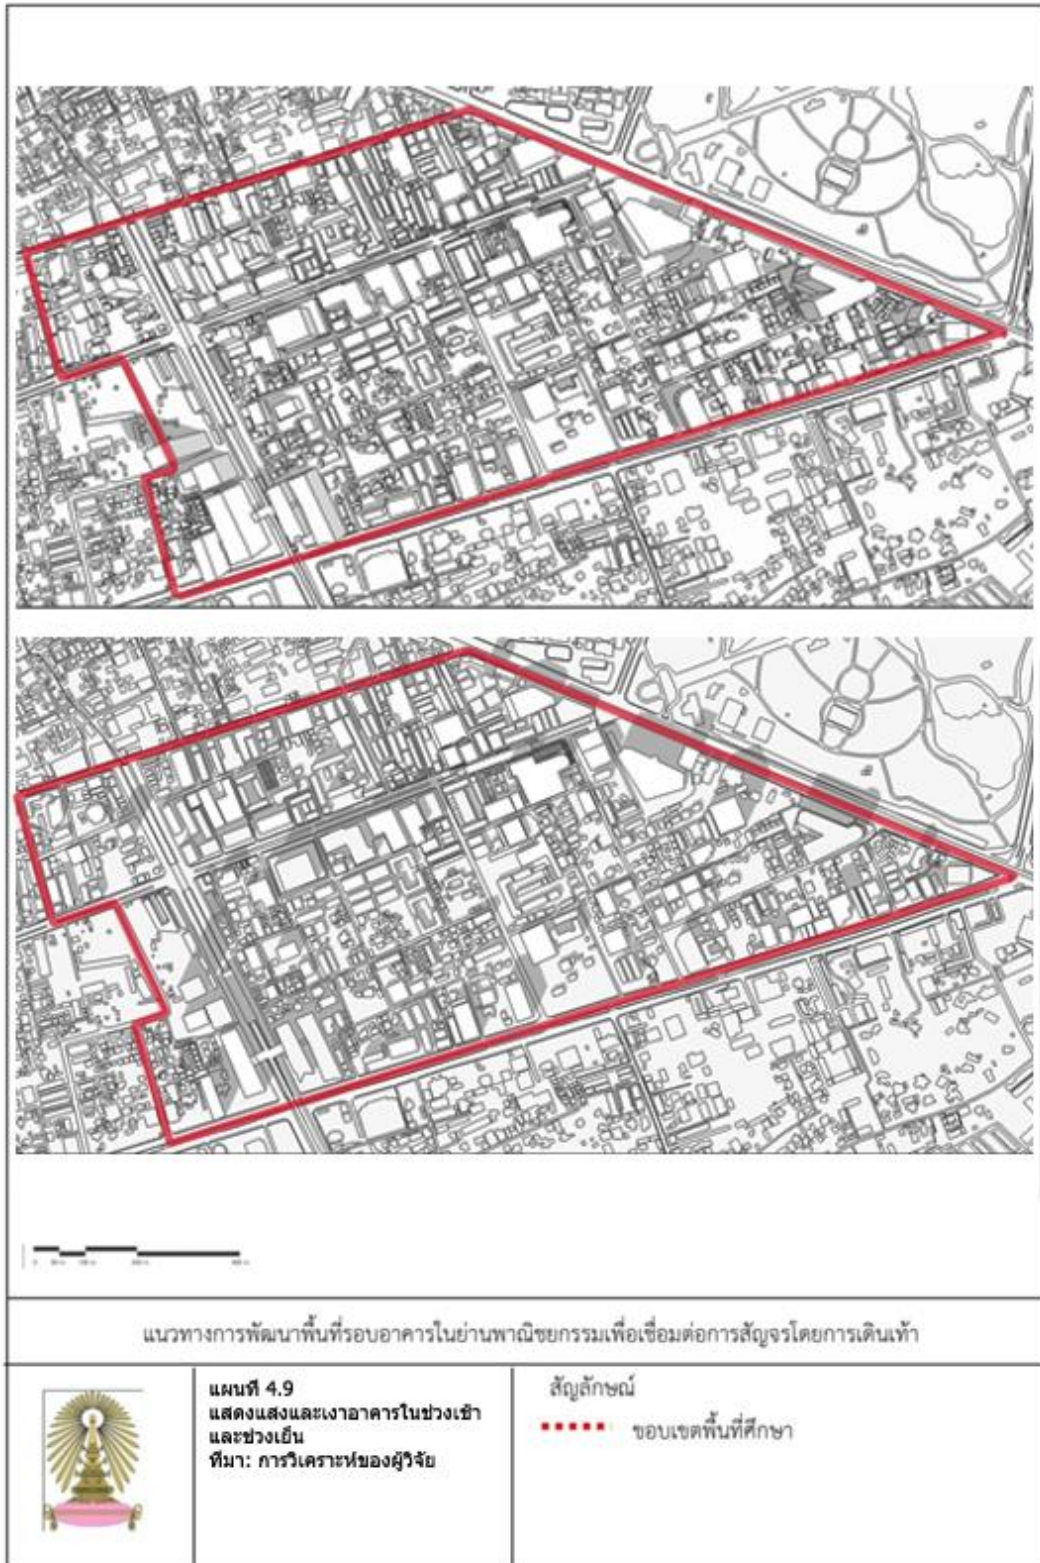 แนวทางการพัฒนาพื้นที่รอบอาคารในย่านพาณิชยกรรมเพื่อเชื่อมต่อการสัญจรโดยการเดินเท้า
แผนที่ 4.9
แสดงแสงและเงาอาคารในช่วงเช้า
และช่วงเย็น
ที่มา: การวิเคราะห์ของผู้วิจัย
สัญลักษณ์
ขอบเขตพื้นที่ศึกษา